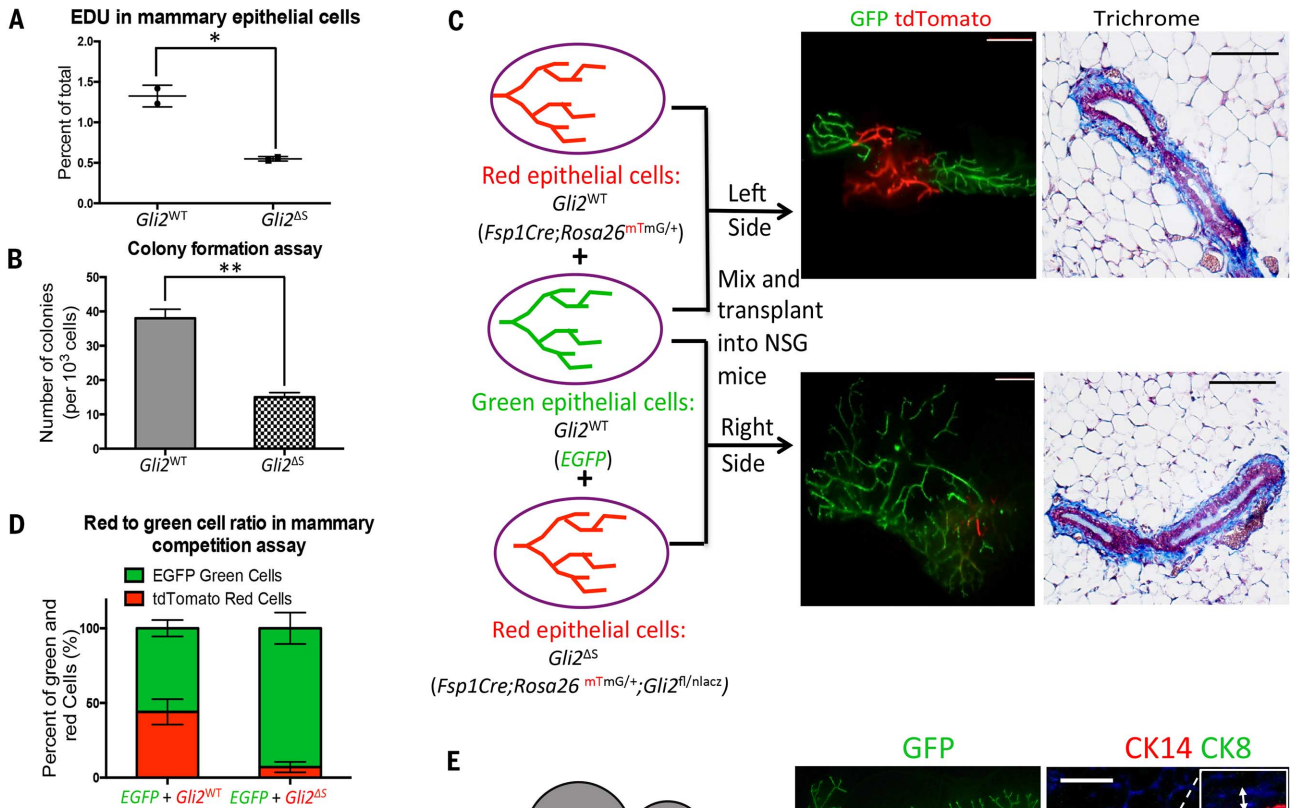 A
EDU in mammary epithelial cells
*
2.0
1.5
1.0
0.5
0.0
Percent of total
Gli2WT
Gli2ΔS
B
Colony formation assay
**
50
40
30
20
10
0
Number of colonies
(per 10³ cells)
Gli2WT
Gli2ΔS
D
Red to green cell ratio in mammary
competition assay
EGFP Green Cells
tdTomato Red Cells
100
50
0
Percent of green and
red Cells (%)
EGFP + Gli2WT
EGFP + Gli2ΔS
C
GFP tdTomato
Trichrome
Red epithelial cells:
Gli2WT
(Fsp1Cre;Rosa26mTmG/+)
+
Green epithelial cells:
Gli2WT
(EGFP)
+
Red epithelial cells:
Gli2ΔS
(Fsp1Cre;Rosa26 mTmG/+;Gli2fl/nlacz)
Left
Side
Mix and
transplant
into NSG
mice
Right
Side
E
GFP
CK14 CK8